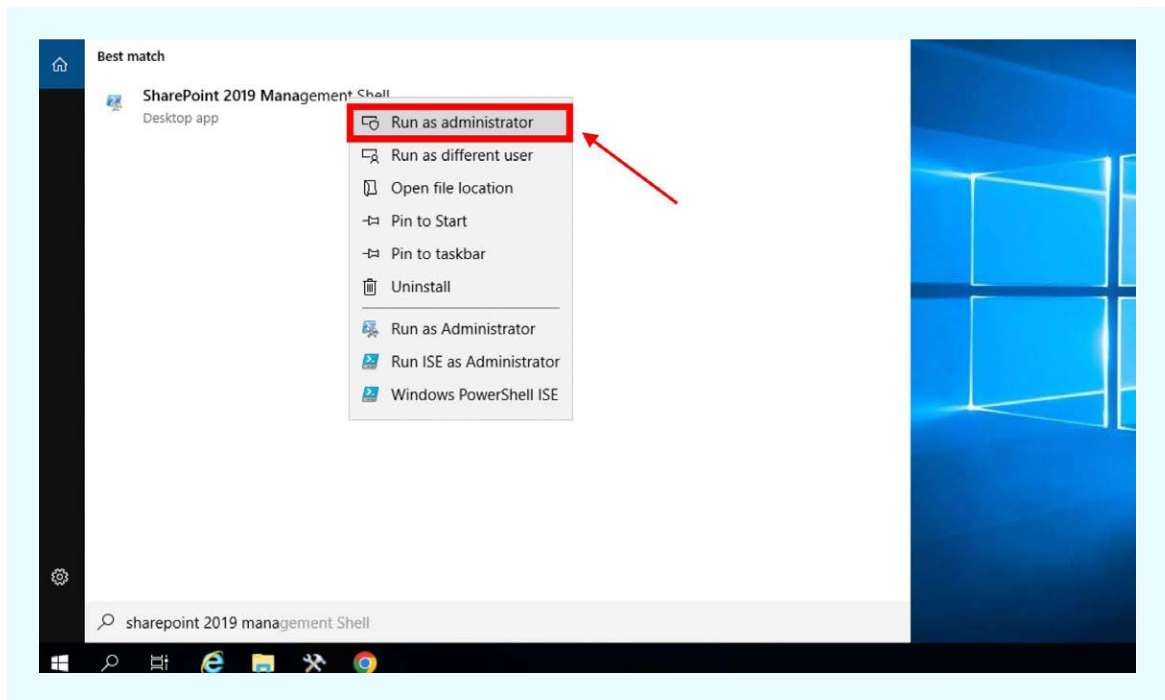 Best match
SharePoint 2019 Management Shell
Desktop app
Run as administrator
Run as different user
Open file location
Pin to Start
Pin to taskbar
Uninstall
Run as Administrator
Run ISE as Administrator
Windows PowerShell ISE
sharepoint 2019 management Shell